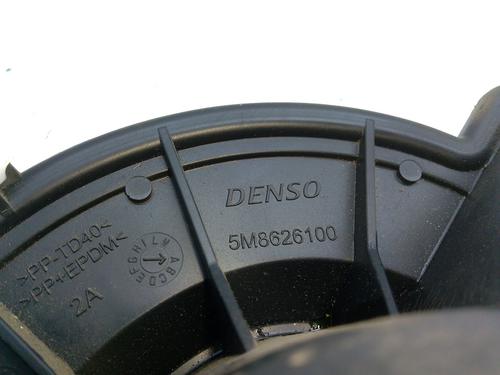 DENSO
5M8626100
>PP-TD40<
>PP+EPDM<
2A